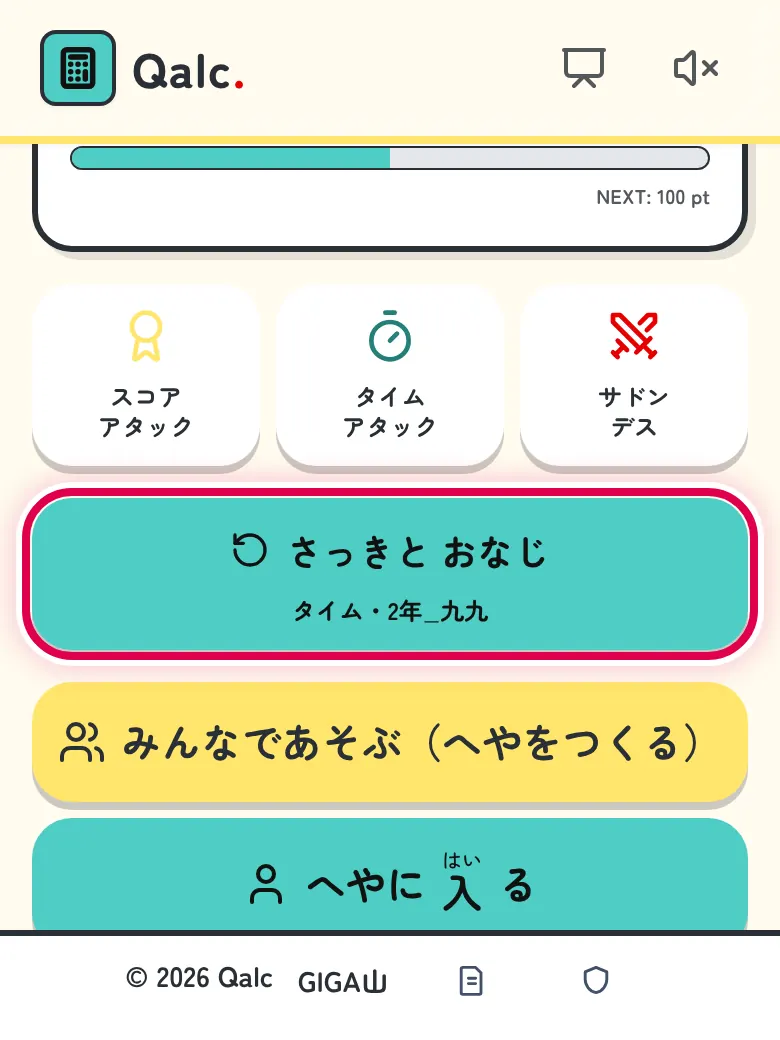 Qalc.
NEXT: 100 pt
スコア
アタック
タイム
アタック
サドン
デス
さっきと おなじ
タイム・2年_九九
みんなであそぶ（へやをつくる）
はい
へやに 入 る
© 2026 Qalc GIGA山